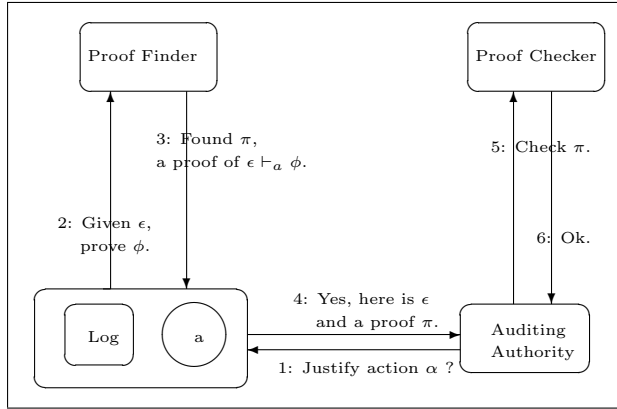 Proof Finder
Proof Checker
3: Found π,
a proof of ϵ ⊢ₐ ϕ.
5: Check π.
2: Given ϵ,
prove ϕ.
6: Ok.
4: Yes, here is ϵ
and a proof π.
Log
a
Auditing
Authority
1: Justify action α ?